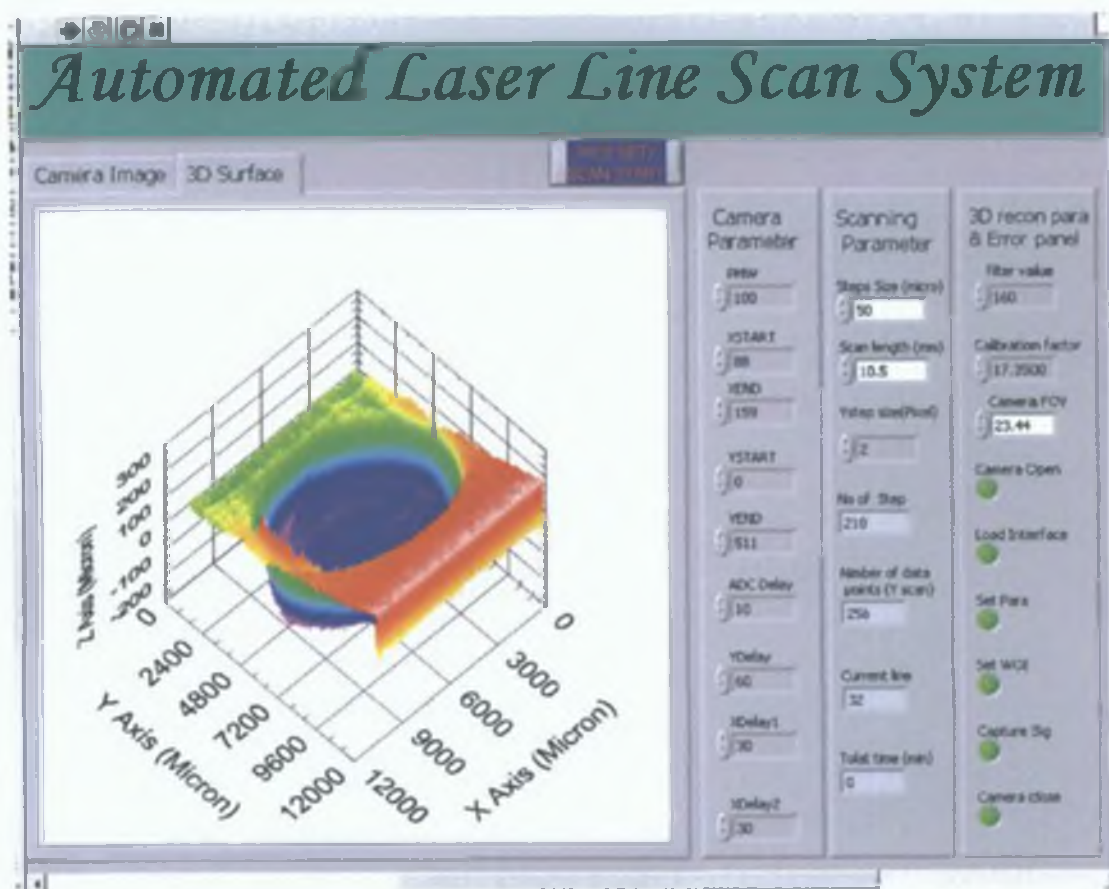 Automated Laser Line Scan System
Camera Image
3D Surface
300
200
100
0
-100
-200
Z Axis (Micron)
0
2400
4800
7200
9600
12000
Y Axis (Micron)
0
3000
6000
9000
12000
X Axis (Micron)
Camera
Parameter
100
XSTART
88
XEND
159
YSTART
0
YEND
511
ADC Delay
10
YDelay
60
XDelay1
30
XDelay2
30
Scanning
Parameter
Steps Size (micro)
50
Scan length (mm)
10.5
Ystep size(Pixel)
2
No of Step
210
Nimber of data
points (Y scan)
256
Current line
52
Total time (min)
0
3D recon para
& Error panel
filter value
160
Calibration factor
17.3500
Camera FOV
23.44
Camera Open
Load Interface
Set Para
Set WOI
Capture Sig
Camera close